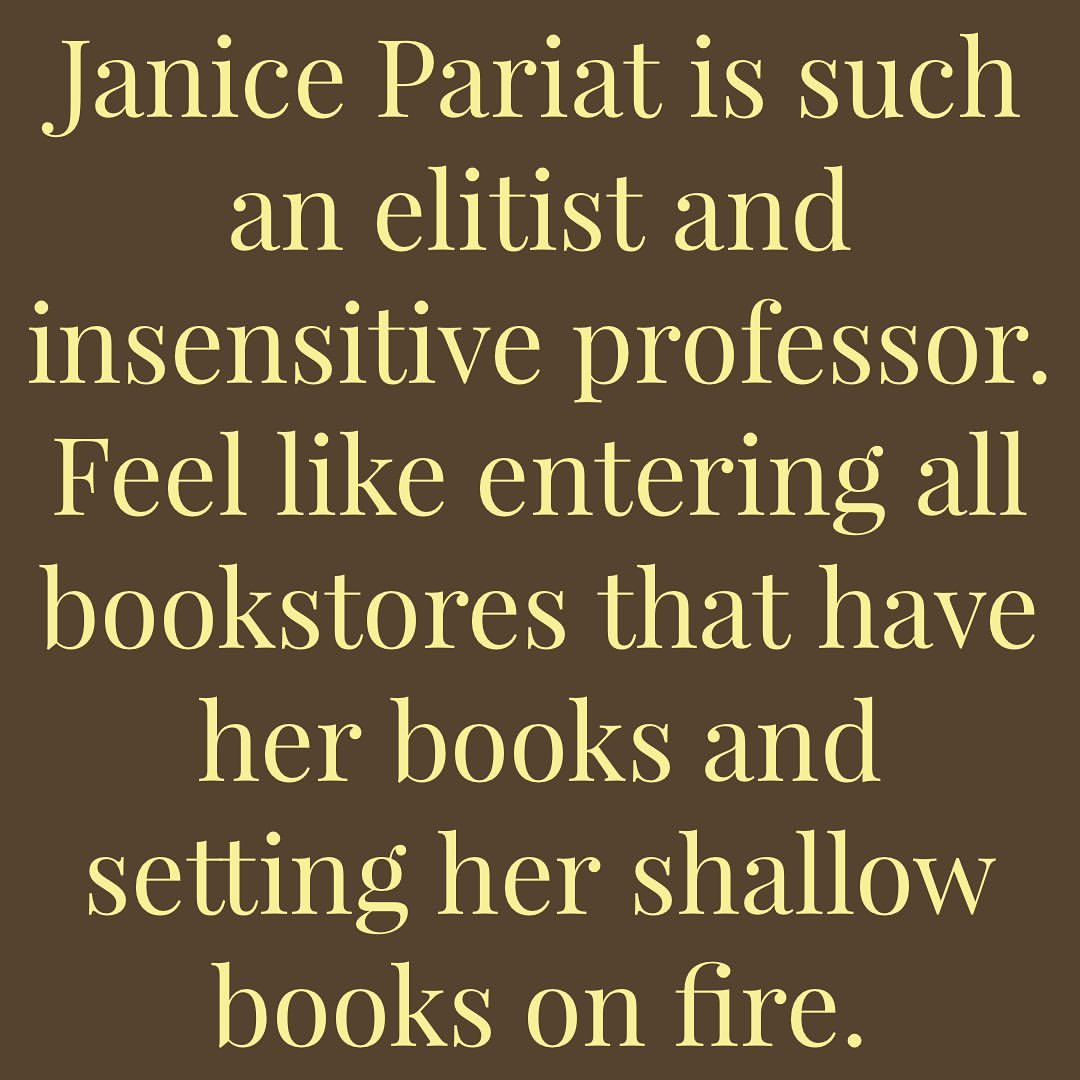 Janice Pariat is such
an elitist and
insensitive professor.
Feel like entering all
bookstores that have
her books and
setting her shallow
books on fire.